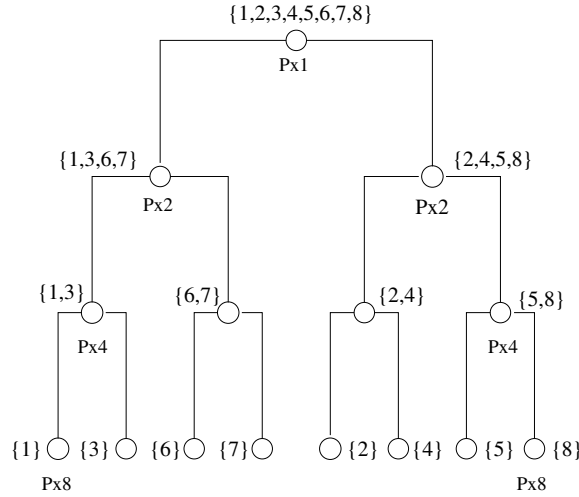 {1,2,3,4,5,6,7,8}
Px1
{1,3,6,7} {2,4,5,8}
Px2 Px2
{1,3} {6,7} {2,4} {5,8}
Px4 Px4
{1} {3} {6} {7} {2} {4} {5} {8}
Px8 Px8